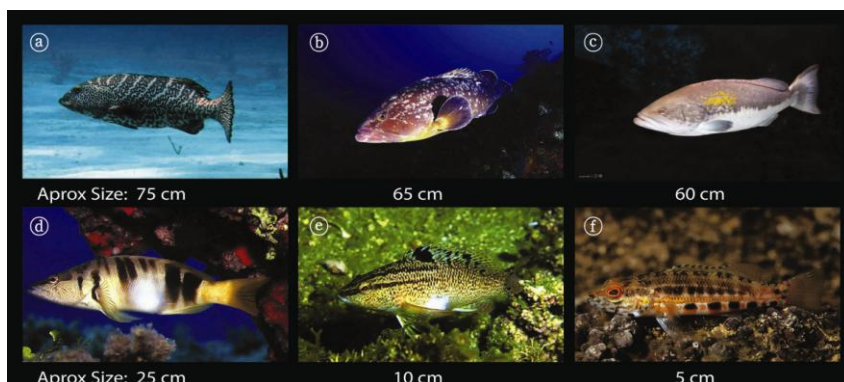 ⓐ ⓑ ⓒ
Aprox Size: 75 cm 65 cm 60 cm
ⓓ ⓔ ⓕ
Aprox Size: 25 cm 10 cm 5 cm